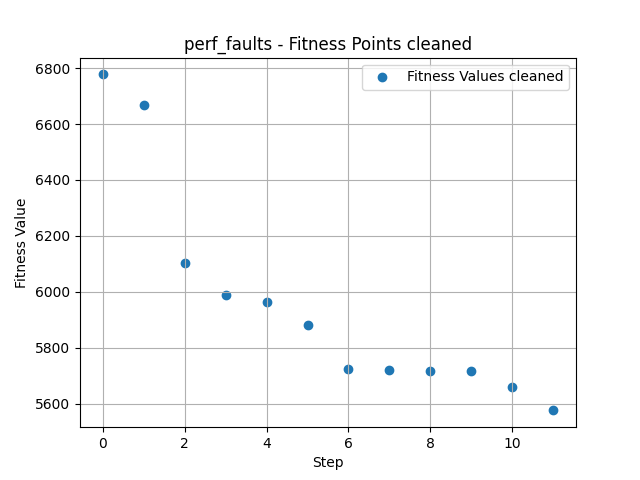 perf_faults - Fitness Points cleaned
Fitness Values cleaned
6800
6600
6400
6200
6000
5800
5600
Fitness Value
0 2 4 6 8 10
Step